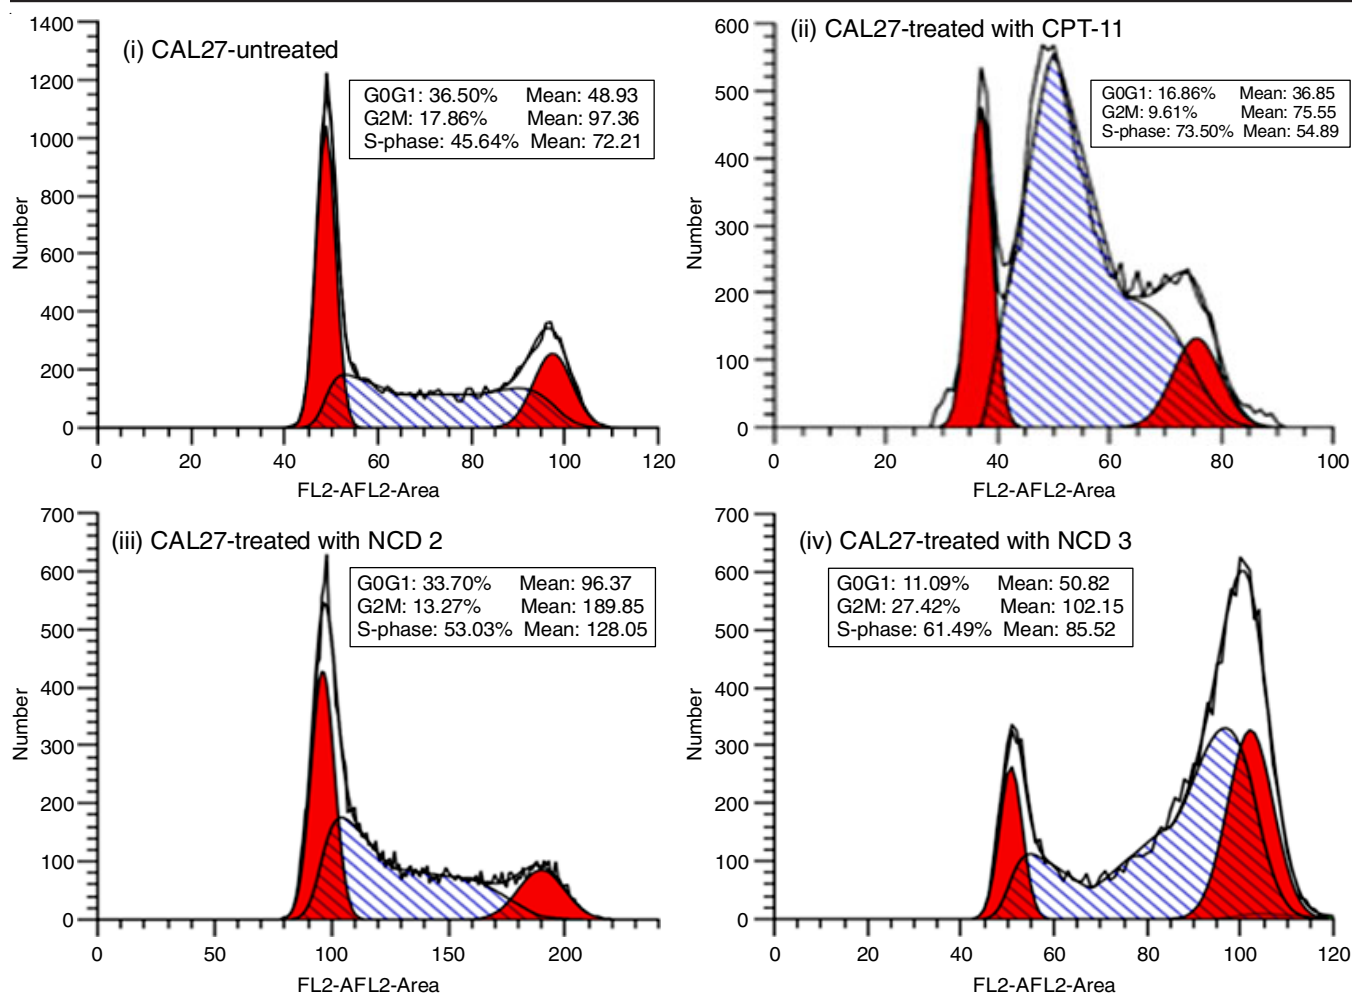 (i) CAL27-untreated
G0G1: 36.50% Mean: 48.93
G2M: 17.86% Mean: 97.36
S-phase: 45.64% Mean: 72.21
Number
1400
1200
1000
800
600
400
200
0
0 20 40 60 80 100 120
FL2-AFL2-Area
(ii) CAL27-treated with CPT-11
G0G1: 16.86% Mean: 36.85
G2M: 9.61% Mean: 75.55
S-phase: 73.50% Mean: 54.89
Number
600
500
400
300
200
100
0
0 20 40 60 80 100
FL2-AFL2-Area
(iii) CAL27-treated with NCD 2
G0G1: 33.70% Mean: 96.37
G2M: 13.27% Mean: 189.85
S-phase: 53.03% Mean: 128.05
Number
700
600
500
400
300
200
100
0
0 50 100 150 200
FL2-AFL2-Area
(iv) CAL27-treated with NCD 3
G0G1: 11.09% Mean: 50.82
G2M: 27.42% Mean: 102.15
S-phase: 61.49% Mean: 85.52
Number
700
600
500
400
300
200
100
0
0 20 40 60 80 100 120
FL2-AFL2-Area